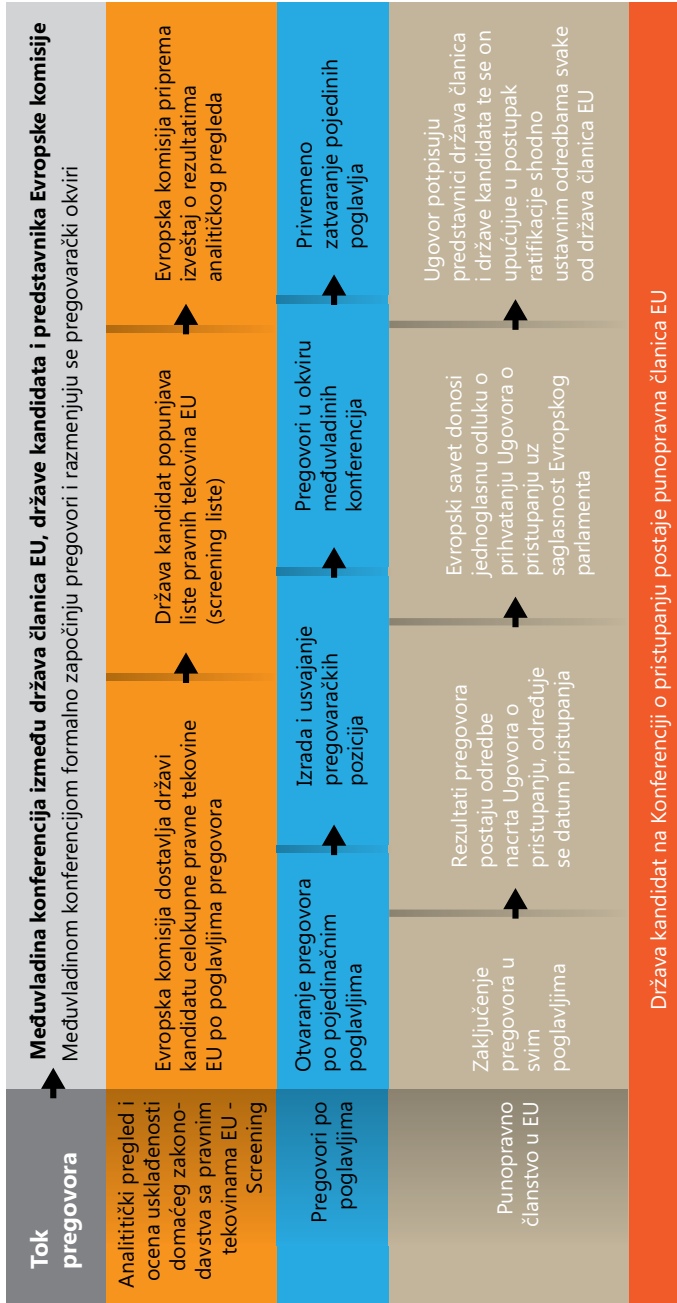 Tok
pregovora
Međuvladina konferencija između država članica EU, države kandidata i predstavnika Evropske komisije
Međuvladinom konferencijom formalno započinju pregovori i razmenjuju se pregovarački okviri
Analititički pregled i
ocena usklađenosti
domaćeg zakono-
davstva sa pravnim
tekovinama EU -
Screening
Evropska komisija dostavlja državi
kandidatu celokupne pravne tekovine
EU po poglavljima pregovora
Država kandidat popunjava
liste pravnih tekovina EU
(screening liste)
Evropska komisija priprema
izveštaj o rezultatima
analitičkog pregleda
Pregovori po
poglavljima
Otvaranje pregovora
po pojedinačnim
poglavljima
Izrada i usvajanje
pregovaračkih
pozicija
Pregovori u okviru
međuvladinih
konferencija
Privremeno
zatvaranje pojedinih
poglavlja
Punopravno
članstvo u EU
Zaključenje
pregovora u
svim
poglavljima
Rezultati pregovora
postaju odredbe
nacrta Ugovora o
pristupanju, određuje
se datum pristupanja
Evropski savet donosi
jednoglasnu odluku o
prihvatanju Ugovora o
pristupanju uz
saglasnost Evropskog
parlamenta
Ugovor potpisuju
predstavnici država članica
i države kandidata te se on
upućujue u postupak
ratifikacije shodno
ustavnim odredbama svake
od država članica EU
Država kandidat na Konferenciji o pristupanju postaje punopravna članica EU